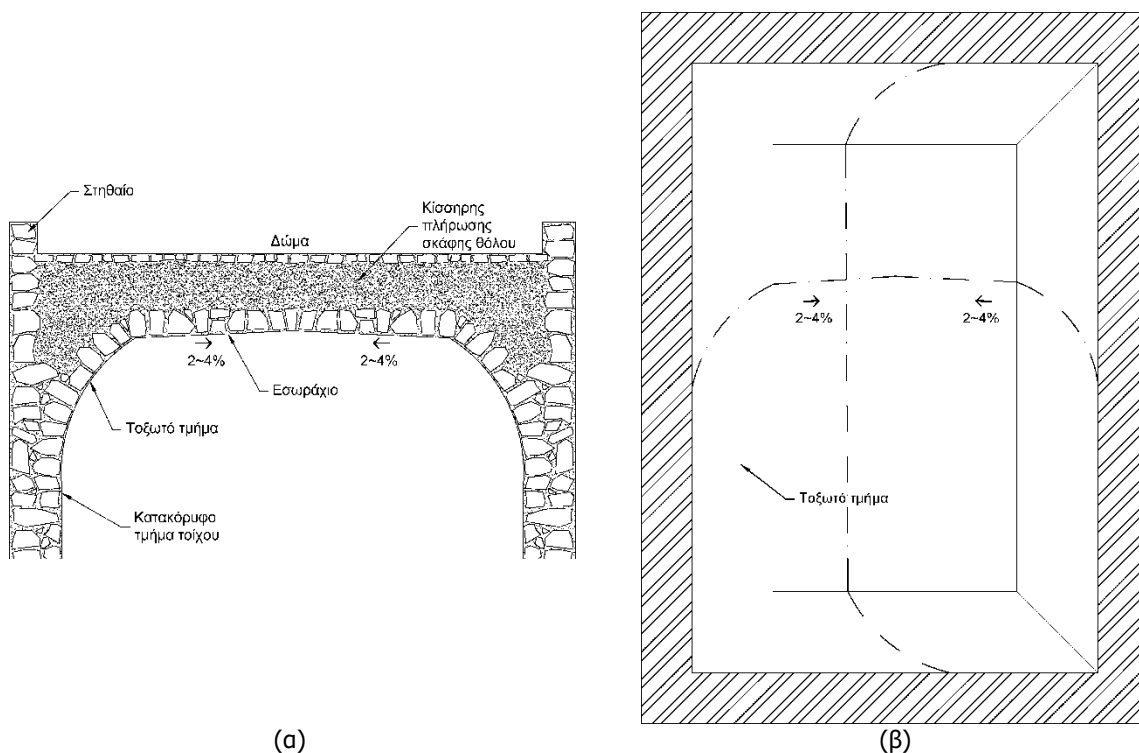 Στηθαίο
Δώμα
Κίσσηρης
πλήρωσης
σκάφης θόλου
2~4%
2~4%
Εσωράχιο
Τοξωτό τμήμα
Κατακόρυφο
τμήμα τοίχου
(α)
2~4%
2~4%
Τοξωτό τμήμα
(β)